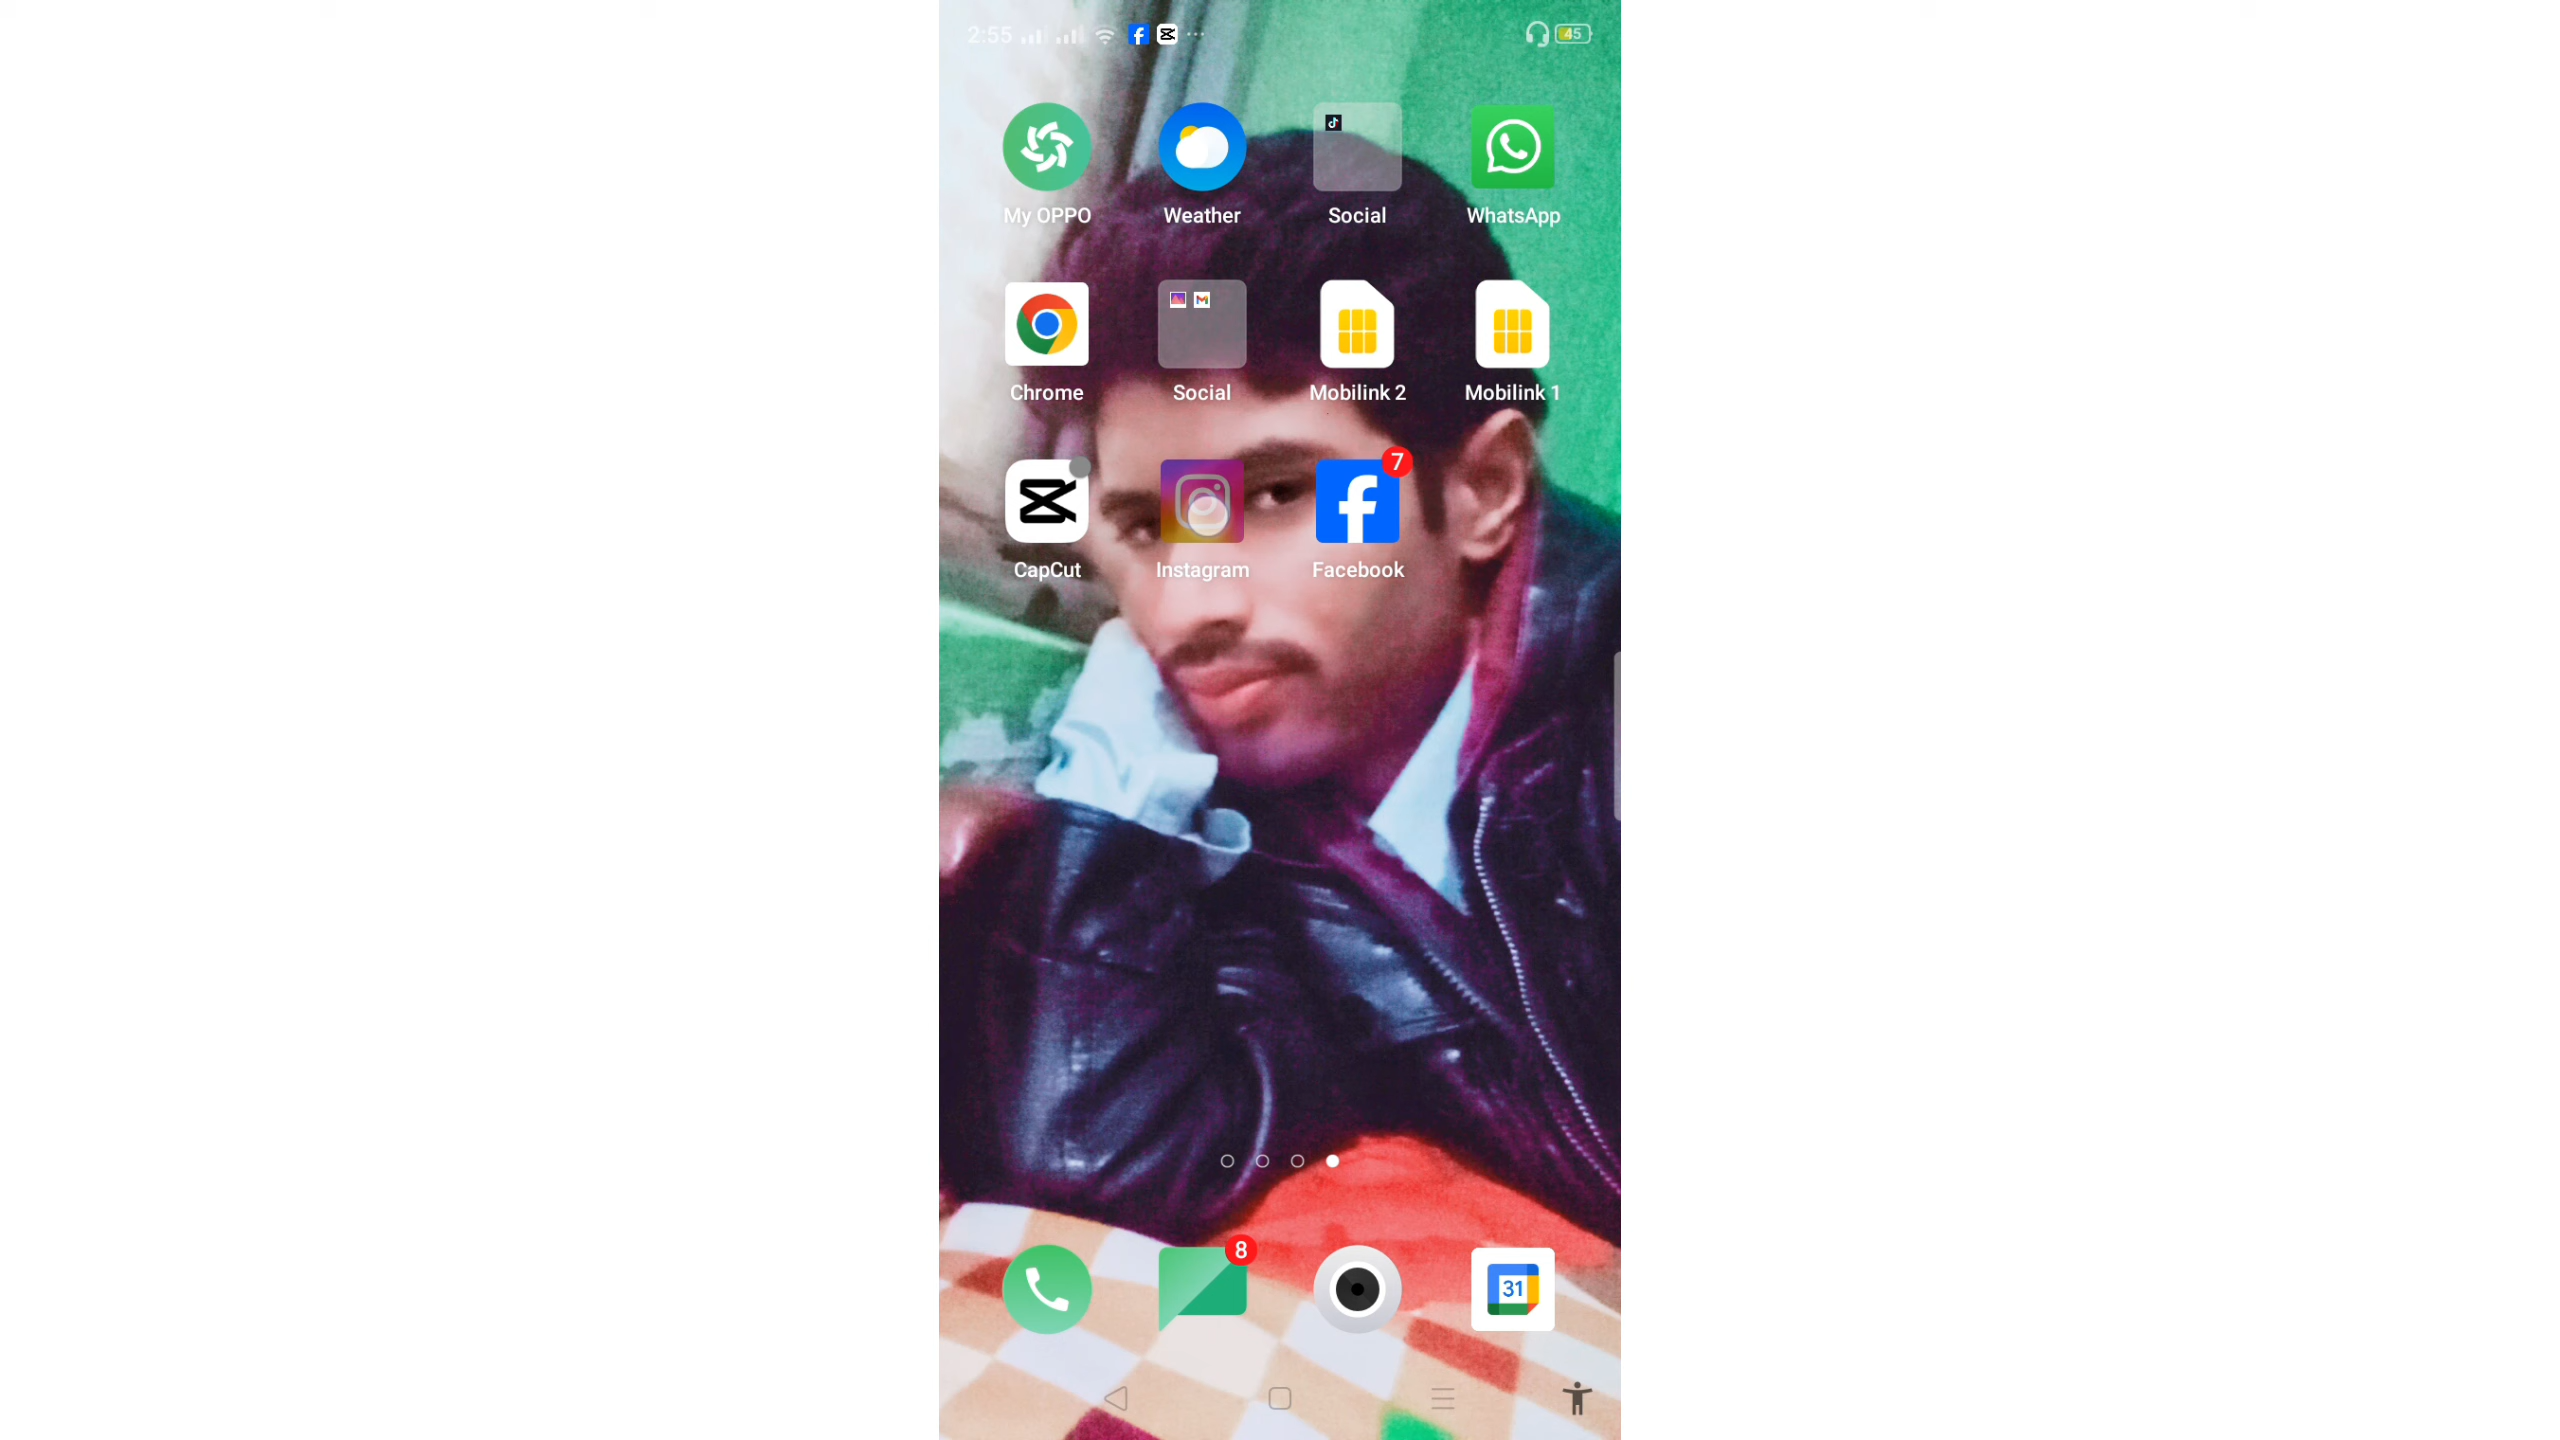 2:55 45
My OPPO Weather Social WhatsApp
Chrome Social Mobilink 2 Mobilink 1
7
CapCut Instagram Facebook
8
31